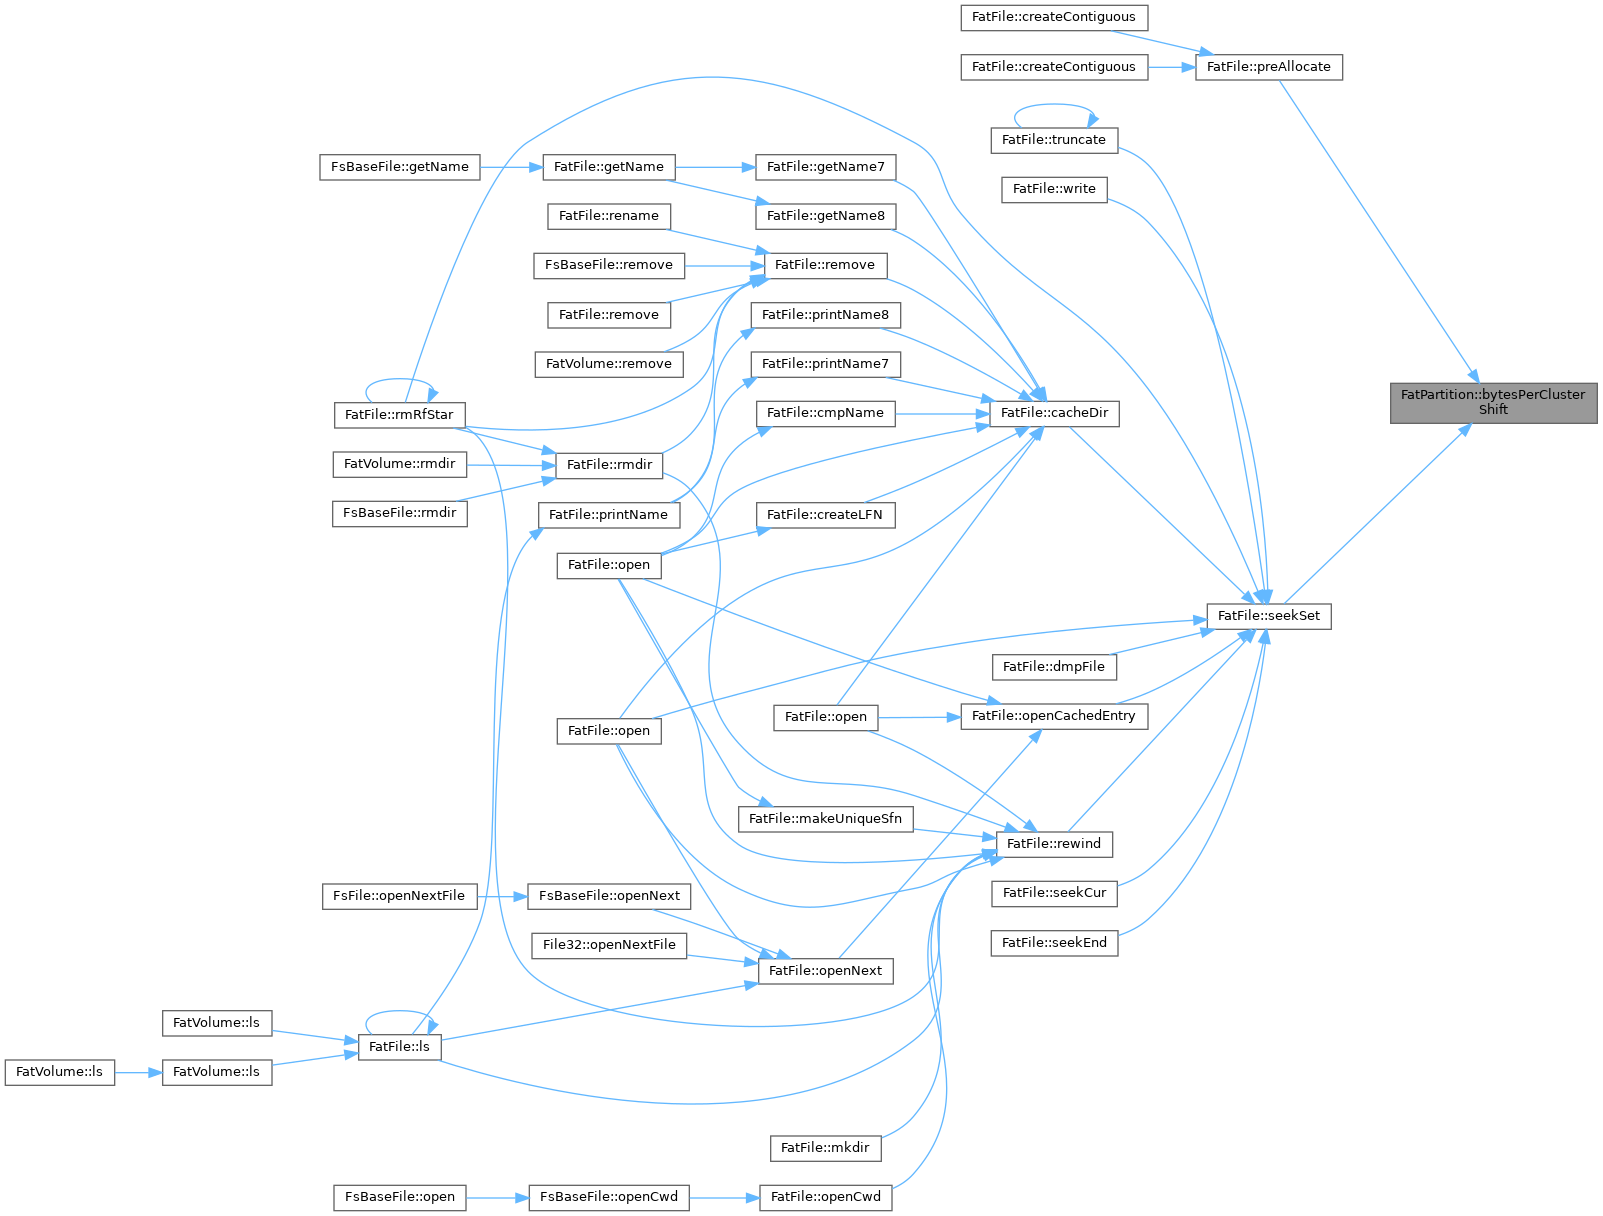 FatFile::createContiguous
FatFile::createContiguous
FatFile::preAllocate
FatFile::truncate
FsBaseFile::getName
FatFile::getName
FatFile::getName7
FatFile::write
FatFile::rename
FatFile::getName8
FsBaseFile::remove
FatFile::remove
FatFile::remove
FatFile::printName8
FatVolume::remove
FatFile::printName7
FatPartition::bytesPerCluster
Shift
FatFile::rmRfStar
FatFile::cmpName
FatFile::cacheDir
FatVolume::rmdir
FatFile::rmdir
FsBaseFile::rmdir
FatFile::printName
FatFile::createLFN
FatFile::open
FatFile::seekSet
FatFile::dmpFile
FatFile::open
FatFile::open
FatFile::openCachedEntry
FatFile::makeUniqueSfn
FatFile::rewind
FsFile::openNextFile
FsBaseFile::openNext
FatFile::seekCur
File32::openNextFile
FatFile::seekEnd
FatFile::openNext
FatVolume::ls
FatFile::ls
FatVolume::ls
FatVolume::ls
FatFile::mkdir
FsBaseFile::open
FsBaseFile::openCwd
FatFile::openCwd